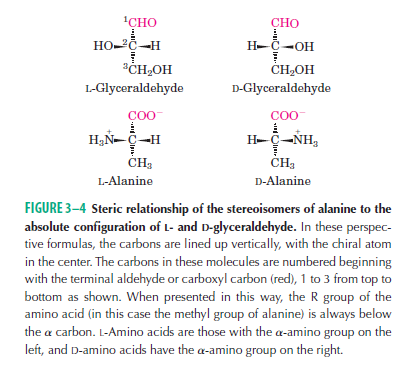 ¹CHO
HO—²C—H
³CH₂OH
L-Glyceraldehyde
CHO
H—C—OH
CH₂OH
D-Glyceraldehyde
COO⁻
H₃N⁺—C—H
CH₃
L-Alanine
COO⁻
H—C—N⁺H₃
CH₃
D-Alanine
FIGURE 3–4 Steric relationship of the stereoisomers of alanine to the
absolute configuration of L- and D-glyceraldehyde. In these perspec-
tive formulas, the carbons are lined up vertically, with the chiral atom
in the center. The carbons in these molecules are numbered beginning
with the terminal aldehyde or carboxyl carbon (red), 1 to 3 from top to
bottom as shown. When presented in this way, the R group of the
amino acid (in this case the methyl group of alanine) is always below
the α carbon. L-Amino acids are those with the α-amino group on the
left, and D-amino acids have the α-amino group on the right.